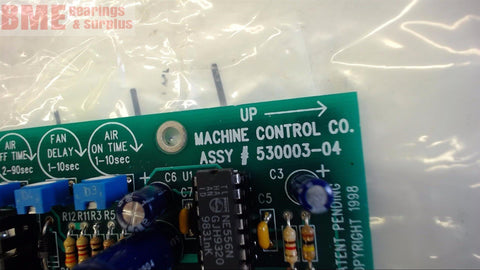 BME Bearings
& Surplus
UP
MACHINE CONTROL CO.
ASSY # 530003-04
AIR
OFF TIME
2-90sec
FAN
DELAY
1-10sec
AIR
ON TIME
1-10sec
C6 U1
C7
C3
C5
R12 R11 R3 R5
NE556N
GJH9320
PATENT PENDING
COPYRIGHT 1998